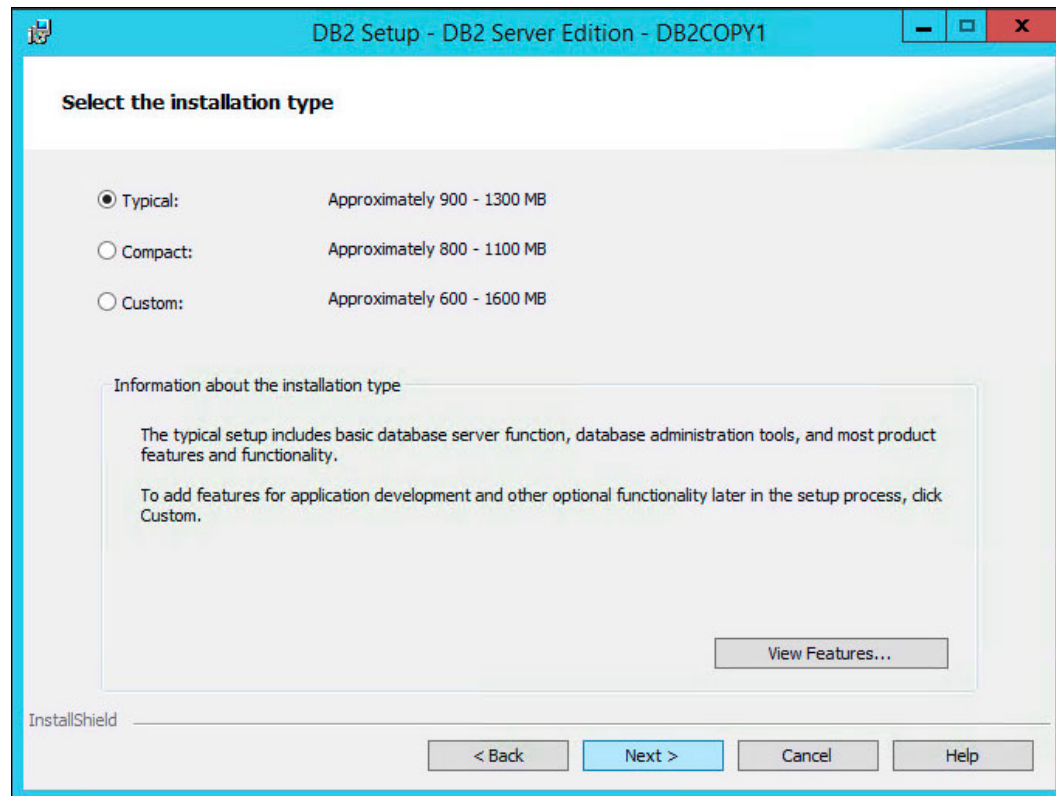 DB2 Setup - DB2 Server Edition - DB2COPY1
Select the installation type
Typical: Approximately 900 - 1300 MB
Compact: Approximately 800 - 1100 MB
Custom: Approximately 600 - 1600 MB
Information about the installation type
The typical setup includes basic database server function, database administration tools, and most product
features and functionality.
To add features for application development and other optional functionality later in the setup process, click
Custom.
View Features...
InstallShield
< Back Next > Cancel Help